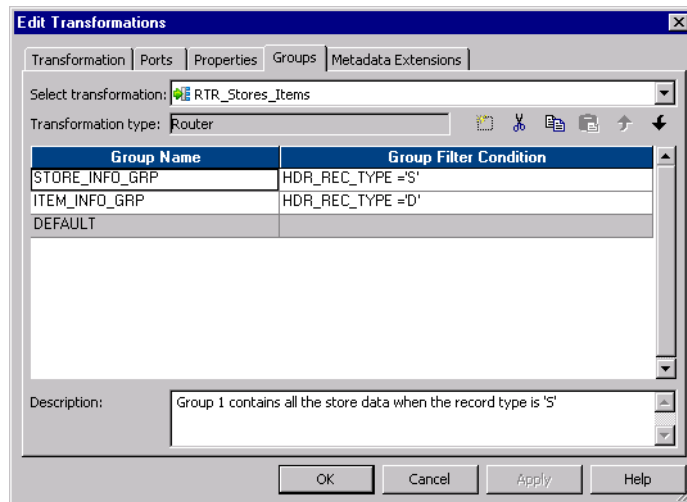 Edit Transformations
Transformation Ports Properties Groups Metadata Extensions
Select transformation: RTR_Stores_Items
Transformation type: Router
Group Name Group Filter Condition
STORE_INFO_GRP HDR_REC_TYPE ='S'
ITEM_INFO_GRP HDR_REC_TYPE ='D'
DEFAULT
Description: Group 1 contains all the store data when the record type is 'S'
OK Cancel Apply Help